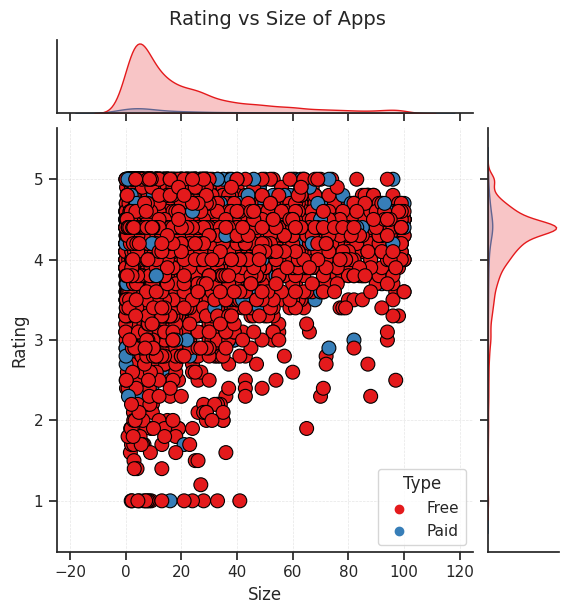 Rating vs Size of Apps
5
4
3
2
1
Rating
Type
Free
Paid
−20 0 20 40 60 80 100 120
Size